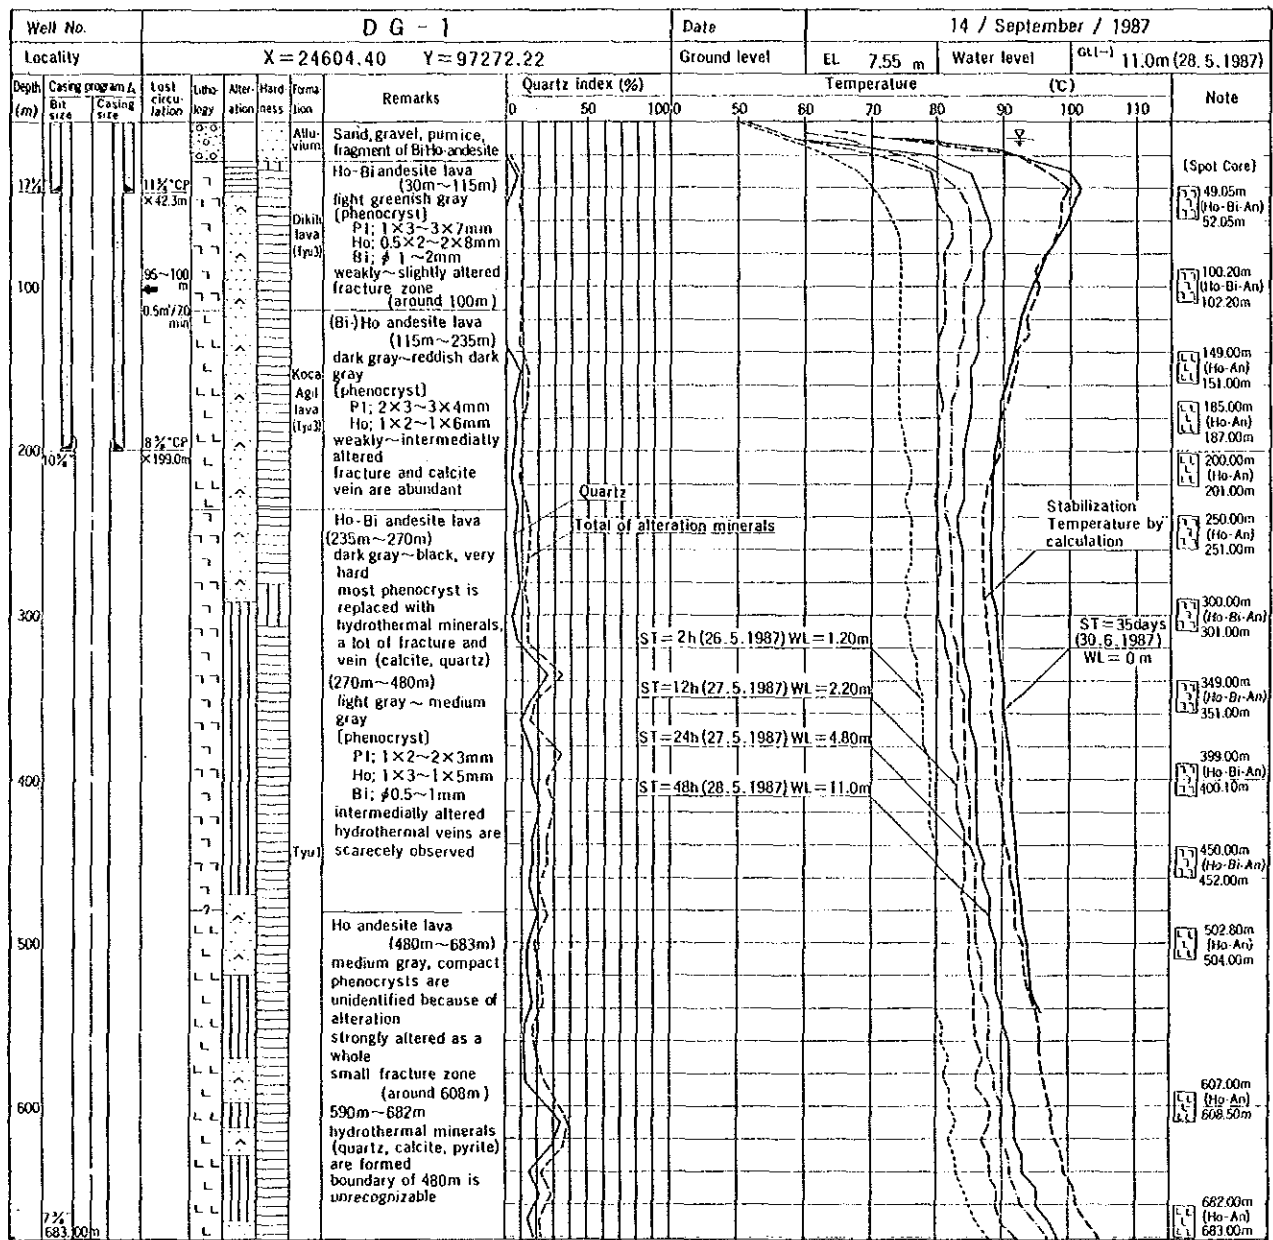 Well No.
DG-1
Date
14 / September / 1987
Locality
X=24604.40 Y=97272.22
Ground level
EL 7.55 m
Water level
GL(-) 11.0m (28.5.1987)
Depth (m)
Casing program
Bit size
Casing size
Lost circulation
Lithology
Alteration
Hardness
Formation
Remarks
Quartz index (%)
0 50 100%
Temperature (°C)
0 50 60 70 80 90 100 110
Note
100
200
300
400
500
600
×42.3m
95~100 m
×199.0m
683.00m
Alluvium
Dikili lava
Koca Agil lava
Tyu1
Sand, gravel, pumice,
fragment of BiHo-andesite
Ho-Bi andesite lava
(30m~115m)
light greenish gray
(phenocryst)
Pl; 1×3~3×7mm
Ho; 0.5×2~2×8mm
Bi; ϕ 1~2mm
weakly~slightly altered
fracture zone
(around 100m)
(Bi-)Ho andesite lava
(115m~235m)
dark gray~reddish dark
gray
(phenocryst)
Pl; 2×3~3×4mm
Ho; 1×2~1×6mm
weakly~intermedially
altered
fracture and calcite
vein are abundant
Ho-Bi andesite lava
(235m~270m)
dark gray~black, very
hard
most phenocryst is
replaced with
hydrothermal minerals,
a lot of fracture and
vein (calcite, quartz)
(270m~480m)
light gray~medium
gray
(phenocryst)
Pl; 1×2~2×3mm
Ho; 1×3~1×5mm
Bi; ϕ0.5~1mm
intermedially altered
hydrothermal veins are
scarecely observed
Ho andesite lava
(480m~683m)
medium gray, compact
phenocrysts are
unidentified because of
alteration
strongly altered as a
whole
small fracture zone
(around 608m)
590m~682m
hydrothermal minerals
(quartz, calcite, pyrite)
are formed
boundary of 480m is
unrecognizable
Quartz
Total of alteration minerals
Stabilization
Temperature by
calculation
ST=35days
(30.6.1987)
WL=0m
ST=2h (26.5.1987) WL=1.20m
ST=12h (27.5.1987) WL=2.20m
ST=24h (27.5.1987) WL=4.80m
ST=48h (28.5.1987) WL=11.0m
(Spot Core)
49.05m
(Ho-Bi-An)
52.05m
100.20m
(Ho-Bi-An)
102.20m
149.00m
(Ho-An)
151.00m
185.00m
(Ho-An)
187.00m
200.00m
(Ho-An)
201.00m
250.00m
(Ho-An)
251.00m
300.00m
(Ho-Bi-An)
301.00m
349.00m
(Ho-Bi-An)
351.00m
399.00m
(Ho-Bi-An)
400.10m
450.00m
(Ho-Bi-An)
452.00m
502.80m
(Ho-An)
504.00m
607.00m
(Ho-An)
608.50m
682.00m
(Ho-An)
683.00m